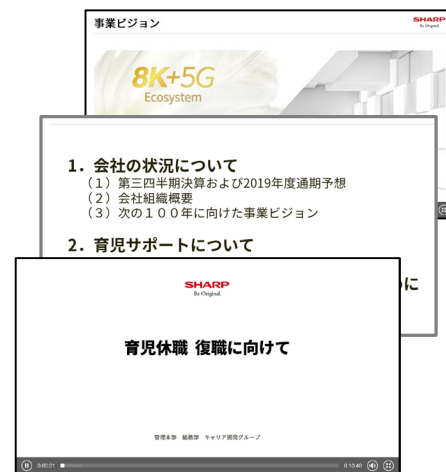 事業ビジョン
SHARP
Be Original.
8K+5G
Ecosystem
1. 会社の状況について
（1）第三四半期決算および2019年度通期予想
（2）会社組織概要
（3）次の１００年に向けた事業ビジョン
2. 育児サポートについて
に
SHARP
Be Original.
育児休職 復職に向けて
管理本部 総務部 キャリア開発グループ
0:00:01
0:10:40